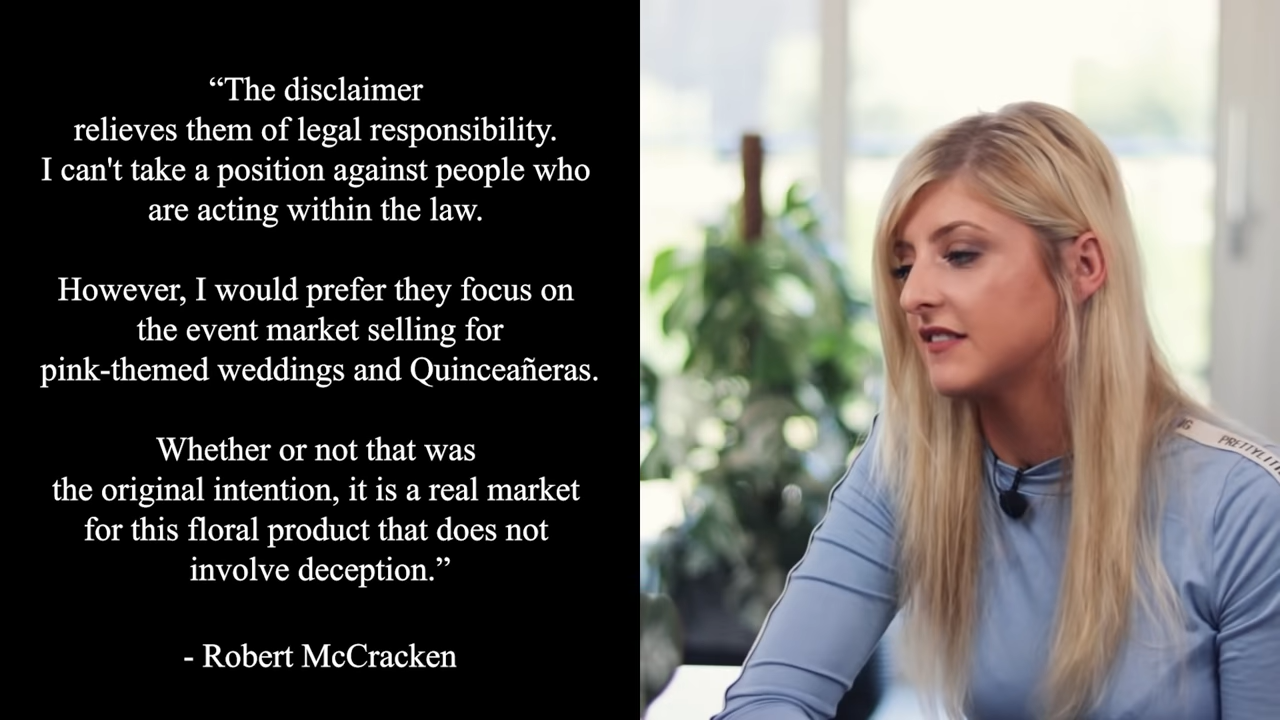 “The disclaimer
relieves them of legal responsibility.
I can't take a position against people who
are acting within the law.
However, I would prefer they focus on
the event market selling for
pink-themed weddings and Quinceañeras.
Whether or not that was
the original intention, it is a real market
for this floral product that does not
involve deception.”
- Robert McCracken